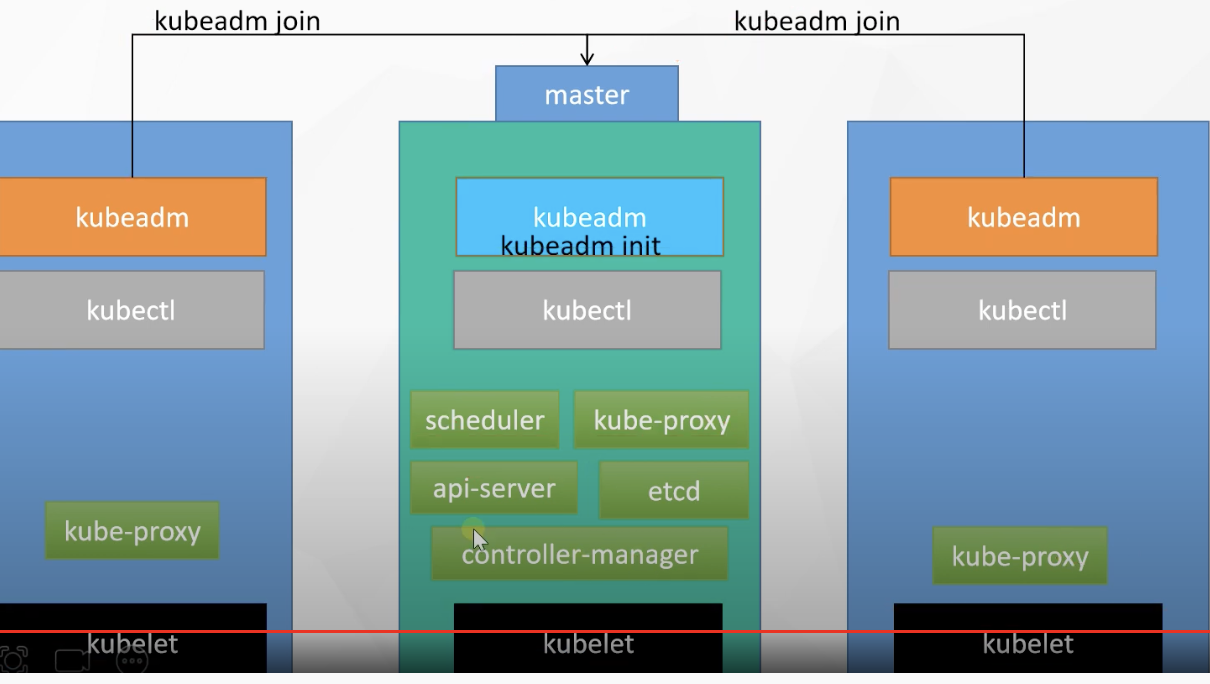 kubeadm join
kubeadm join
master
kubeadm
kubeadm
kubeadm init
kubeadm
kubectl
kubectl
kubectl
scheduler
kube-proxy
api-server
etcd
kube-proxy
controller-manager
kube-proxy
kubelet
kubelet
kubelet